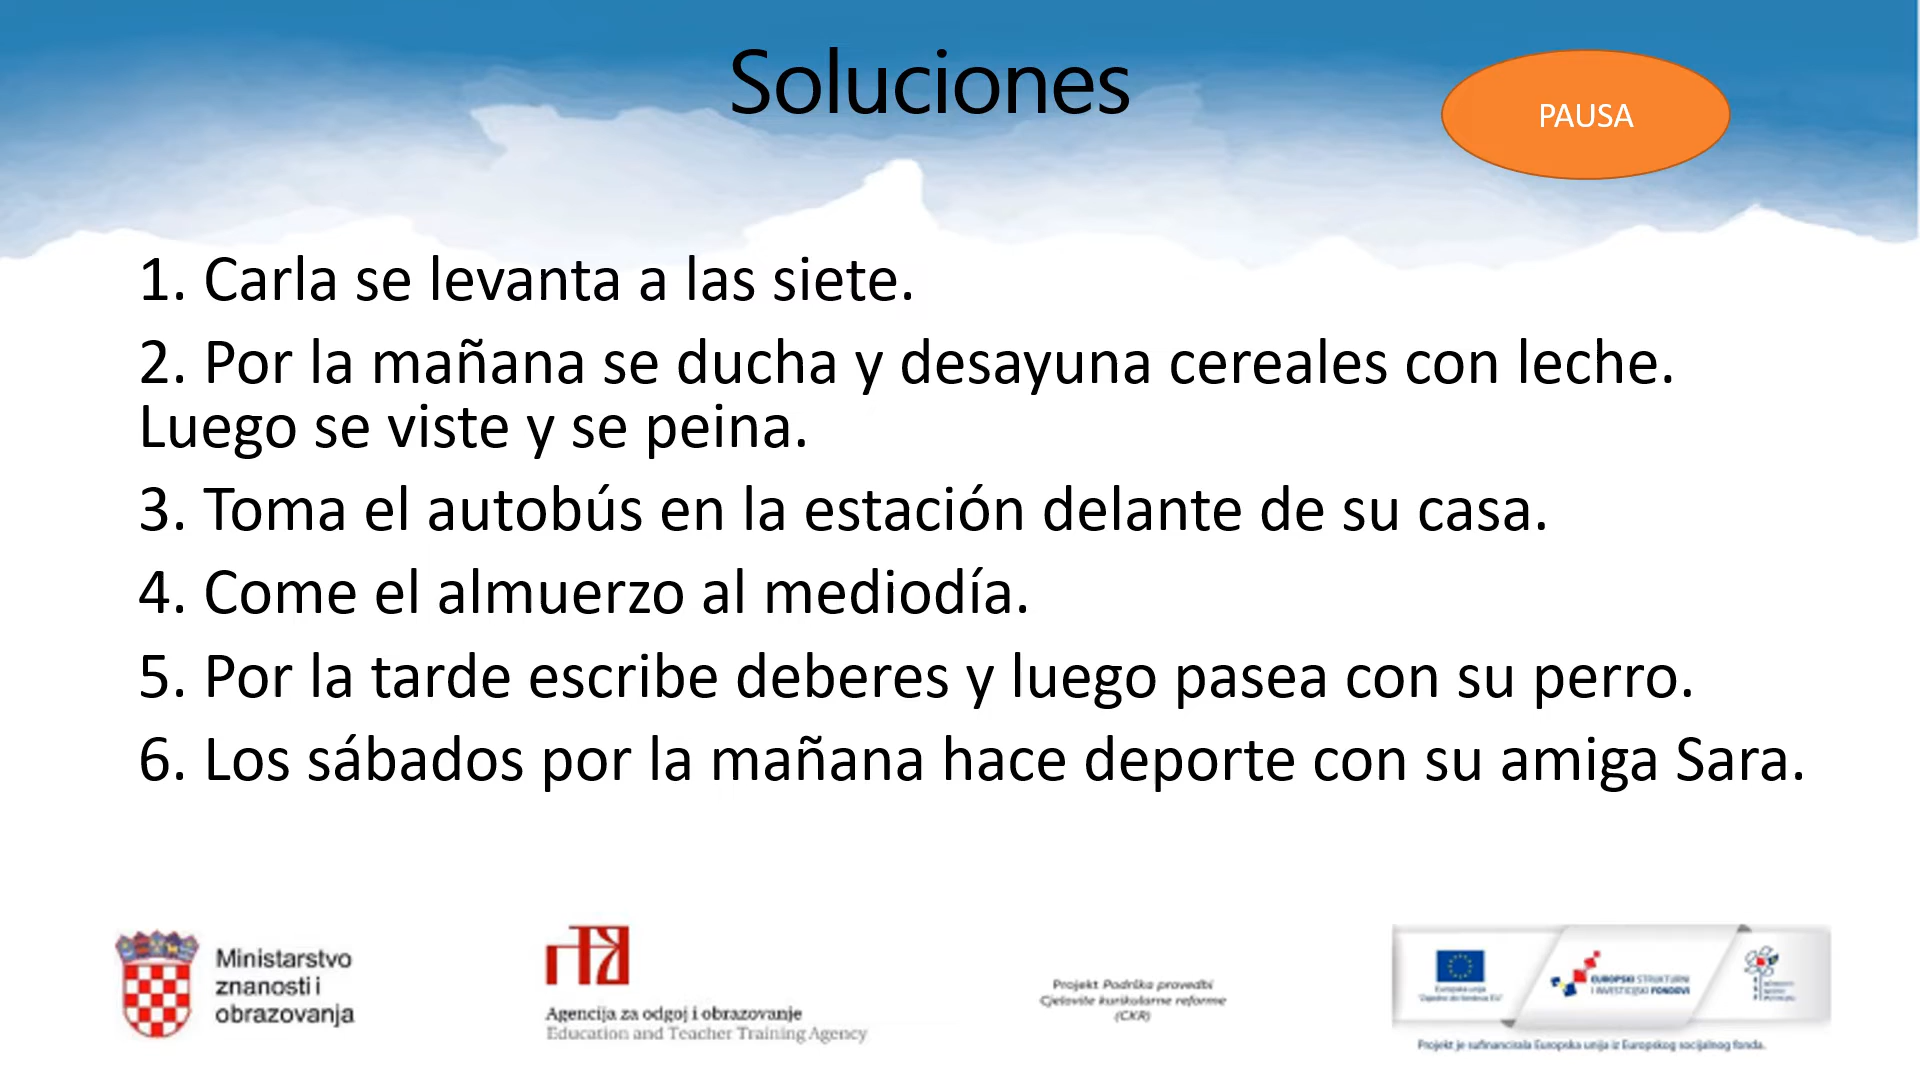 Soluciones
PAUSA
1. Carla se levanta a las siete.
2. Por la mañana se ducha y desayuna cereales con leche.
Luego se viste y se peina.
3. Toma el autobús en la estación delante de su casa.
4. Come el almuerzo al mediodía.
5. Por la tarde escribe deberes y luego pasea con su perro.
6. Los sábados por la mañana hace deporte con su amiga Sara.
Ministarstvo
znanosti i
obrazovanja
Agencija za odgoj i obrazovanje
Education and Teacher Training Agency
Projekt Podrška provedbi
Cjelovite kurikularne reforme
(CKR)
EUROPSKI STRUKTURNI
I INVESTICIJSKI FONDOVI
Projekt je sufinancirala Europska unija iz Europskog socijalnog fonda.